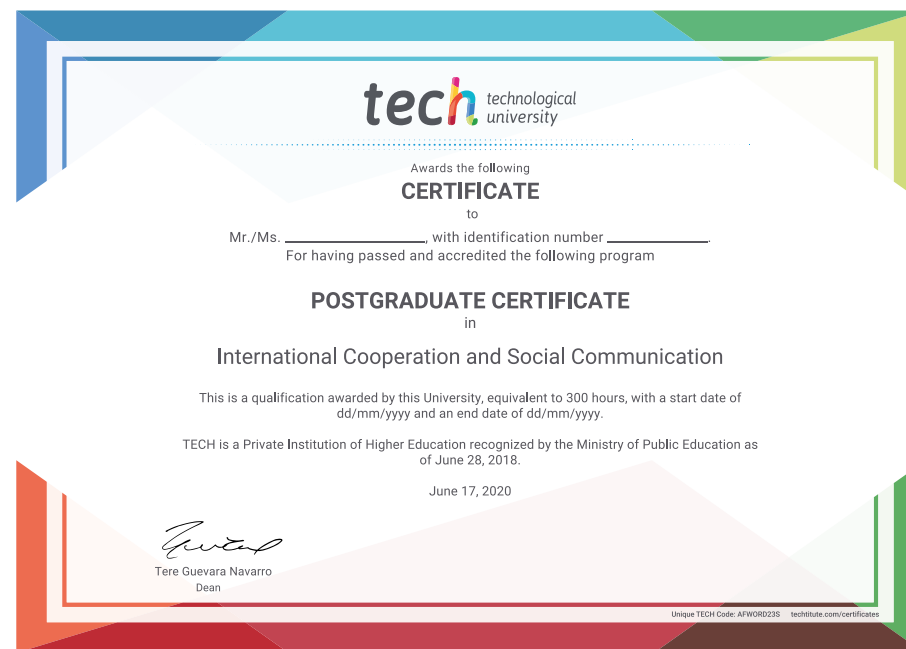 tech technological
university
Awards the following
CERTIFICATE
to
Mr./Ms. ____________________, with identification number ______________.
For having passed and accredited the following program
POSTGRADUATE CERTIFICATE
in
International Cooperation and Social Communication
This is a qualification awarded by this University, equivalent to 300 hours, with a start date of
dd/mm/yyyy and an end date of dd/mm/yyyy.
TECH is a Private Institution of Higher Education recognized by the Ministry of Public Education as
of June 28, 2018.
June 17, 2020
Tere Guevara Navarro
Dean
Unique TECH Code: AFWORD23S techtitute.com/certificates